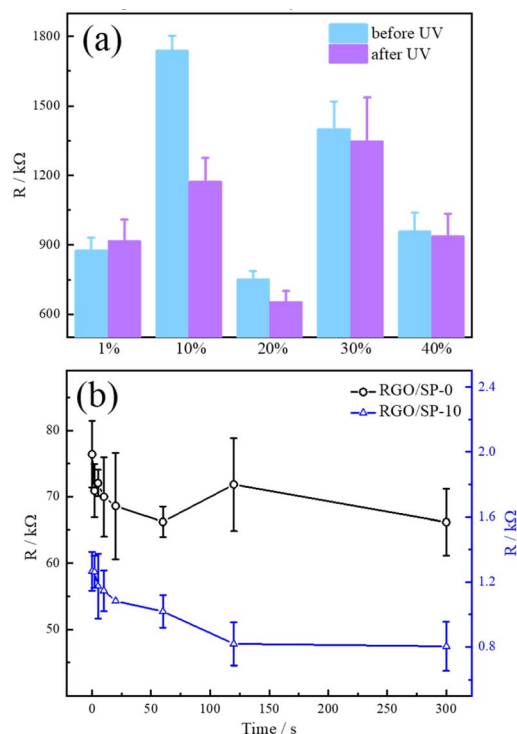 (a)
before UV
after UV
1800
1500
1200
900
600
R / kΩ
1% 10% 20% 30% 40%
(b)
RGO/SP-0
RGO/SP-10
80
70
60
50
R / kΩ
2.4
2.0
1.6
1.2
0.8
R / kΩ
0 50 100 150 200 250 300
Time / s